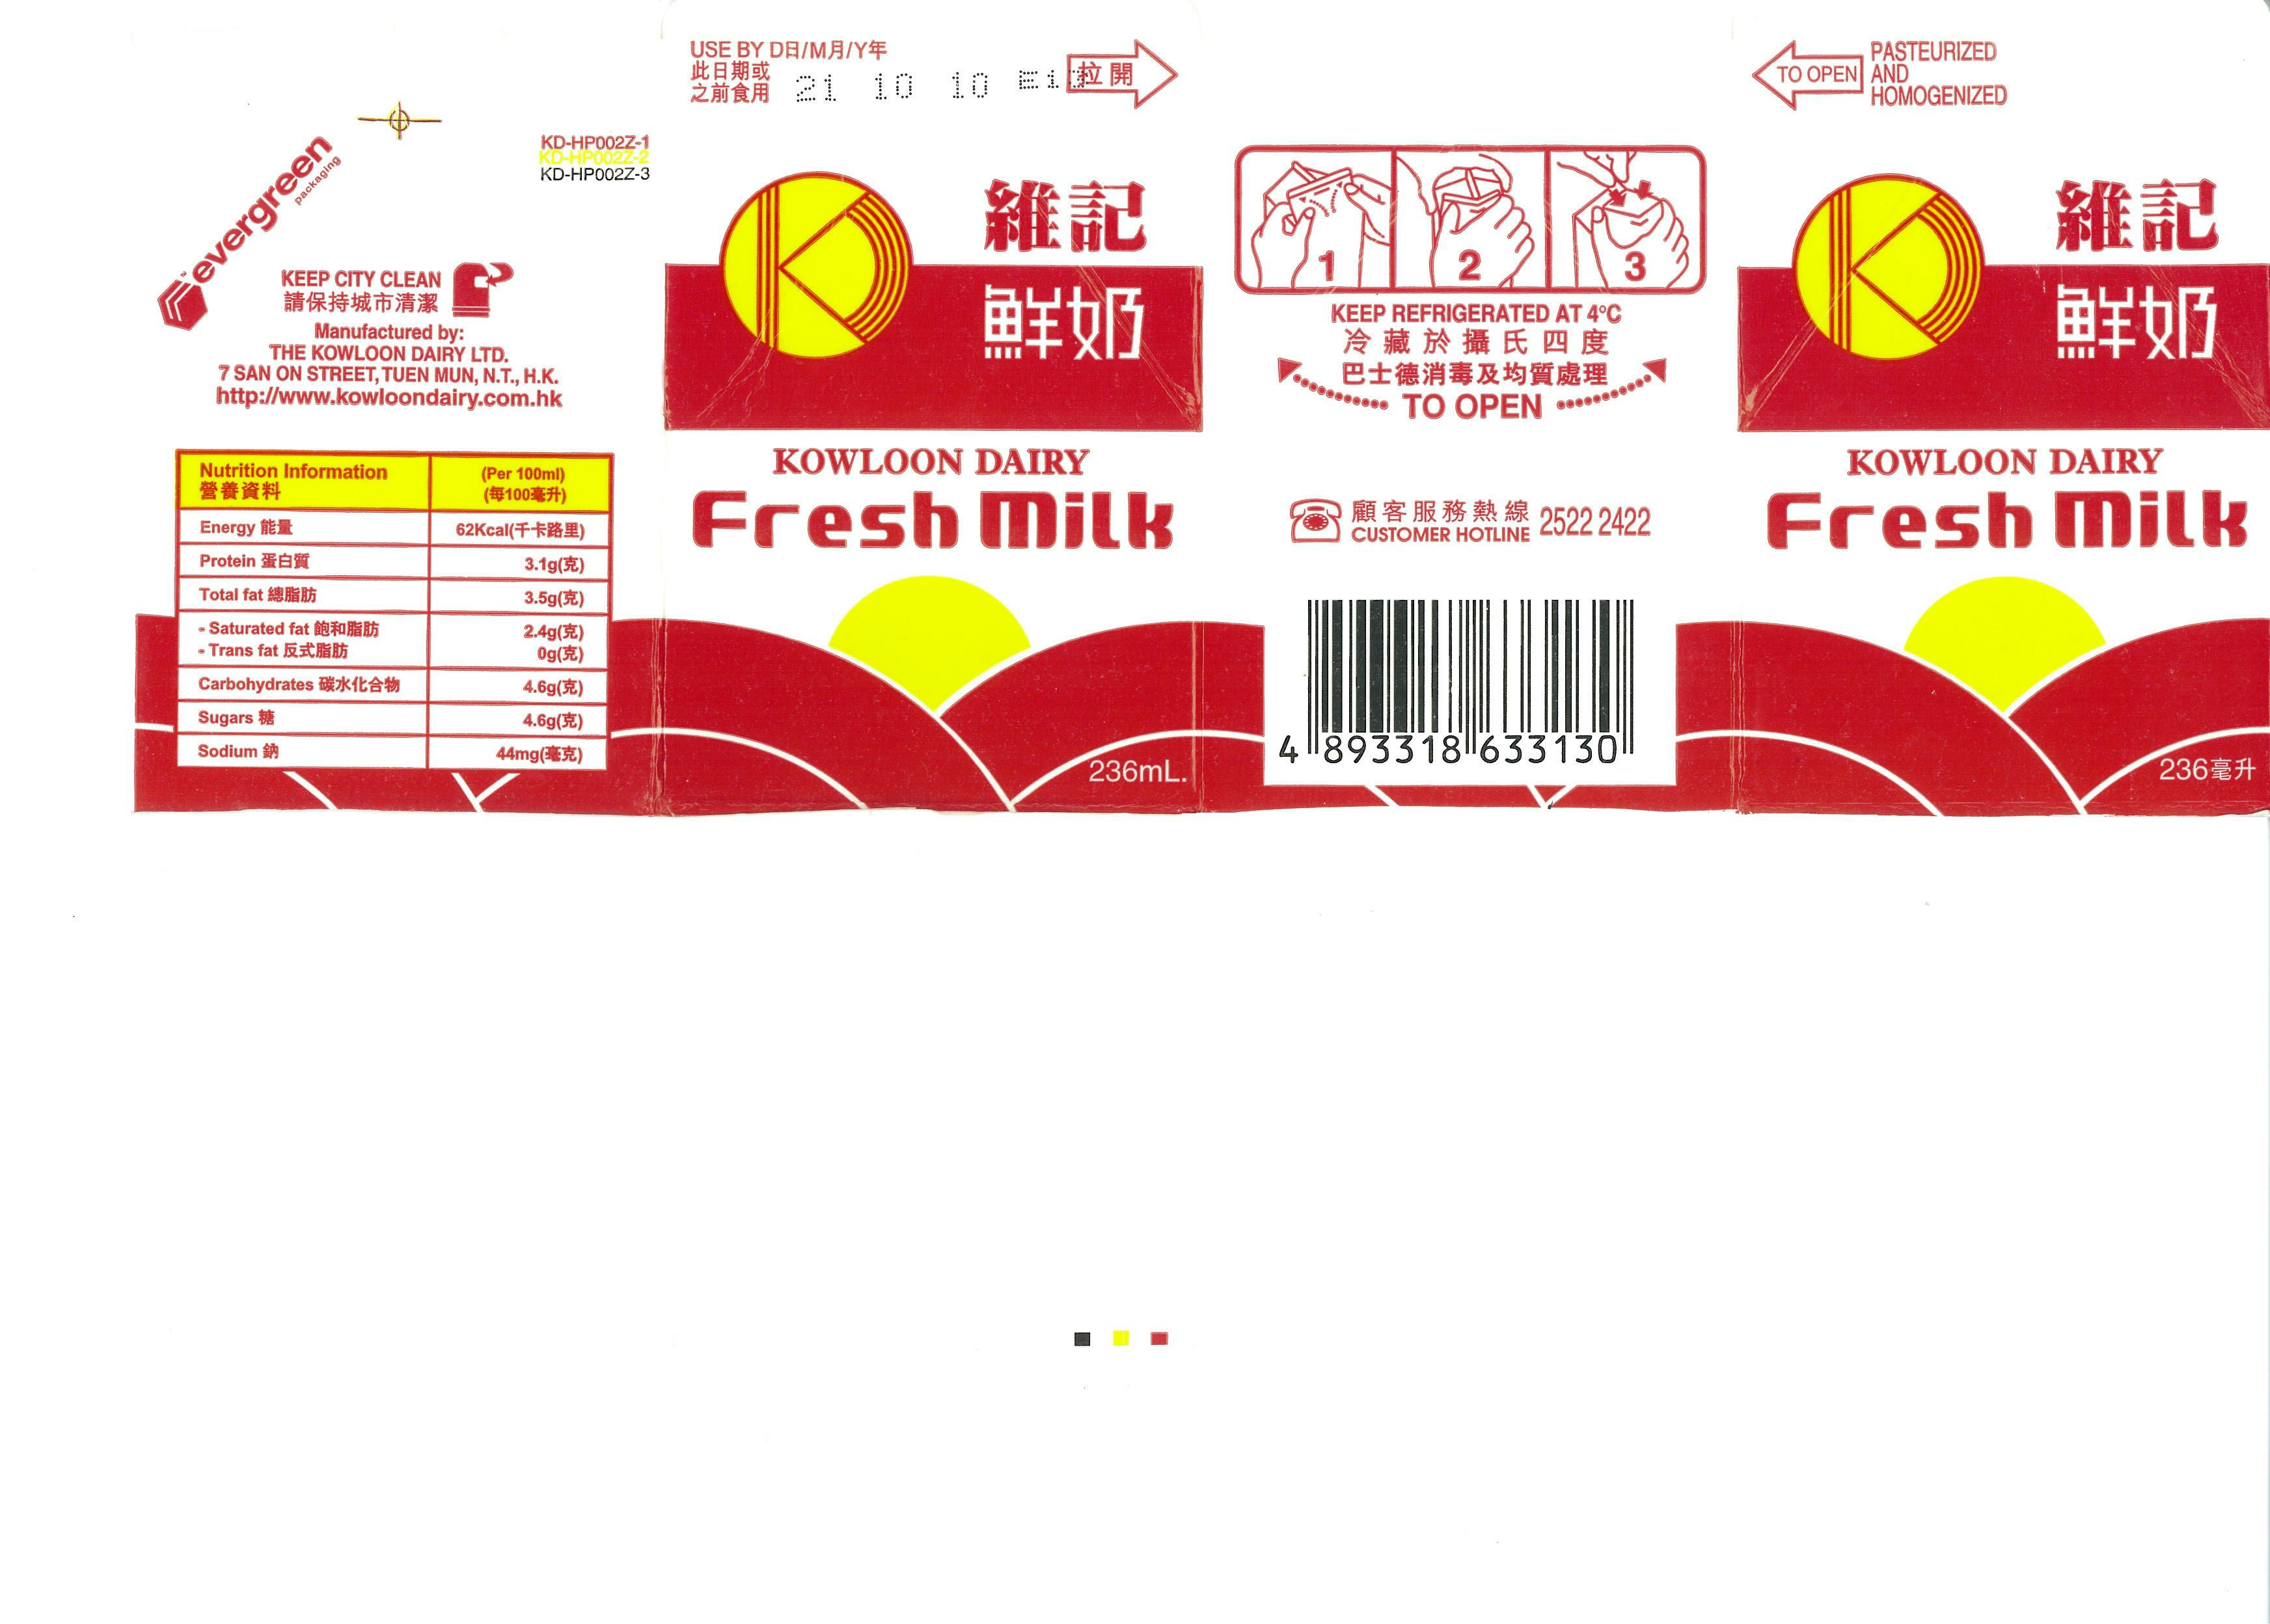 evergreen
packaging
KD-HP002Z-1
KD-HP002Z-2
KD-HP002Z-3
KEEP CITY CLEAN
請保持城市清潔
Manufactured by:
THE KOWLOON DAIRY LTD.
7 SAN ON STREET, TUEN MUN, N.T., H.K.
http://www.kowloondairy.com.hk
Nutrition Information (Per 100ml)
營養資料 (每100毫升)
Energy 能量 62Kcal(千卡路里)
Protein 蛋白質 3.1g(克)
Total fat 總脂肪 3.5g(克)
- Saturated fat 飽和脂肪 2.4g(克)
- Trans fat 反式脂肪 0g(克)
Carbohydrates 碳水化合物 4.6g(克)
Sugars 糖 4.6g(克)
Sodium 鈉 44mg(毫克)
USE BY D日/M月/Y年
此日期或
之前食用
21 10 10
拉開
維記
鮮奶
KOWLOON DAIRY
Fresh Milk
236mL.
1 2 3
KEEP REFRIGERATED AT 4°C
冷藏於攝氏四度
巴士德消毒及均質處理
TO OPEN
顧客服務熱線
CUSTOMER HOTLINE 2522 2422
4 893318 633130
TO OPEN
PASTEURIZED
AND
HOMOGENIZED
維記
鮮奶
KOWLOON DAIRY
Fresh Milk
236毫升